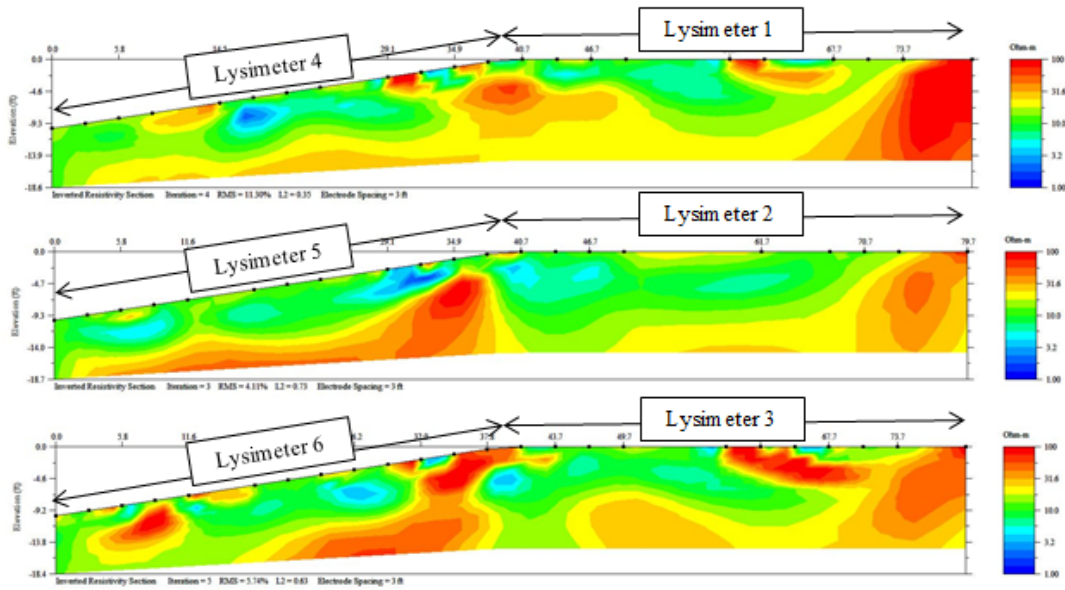 Lysimeter 1
Lysimeter 4
0.0 5.8 29.1 34.9 40.7 46.7 67.7 73.7
Ohm-m
0.0 100
4.6 31.6
9.3 10.0
13.9 3.2
18.6 1.00
Elevation (ft)
Inverted Resistivity Section Iteration = 4 RMS = 11.30% L2 = 0.35 Electrode Spacing = 3 ft
Lysimeter 2
Lysimeter 5
0.0 5.8 11.6 29.1 34.9 40.7 46.7 61.7 70.7 79.7
Ohm-m
0.0 100
-4.7 31.6
-9.3 10.0
-14.0 3.2
-18.7 1.00
Elevation (ft)
Inverted Resistivity Section Iteration = 3 RMS = 4.11% L2 = 0.73 Electrode Spacing = 3 ft
Lysimeter 3
Lysimeter 6
0.0 5.8 11.6 37.8 43.7 49.7 67.7 73.7
Ohm-m
0.0 100
31.6
-9.2 10.0
-13.8 3.2
-18.4 1.00
Elevation (ft)
Inverted Resistivity Section Iteration = 5 RMS = 5.74% L2 = 0.63 Electrode Spacing = 3 ft